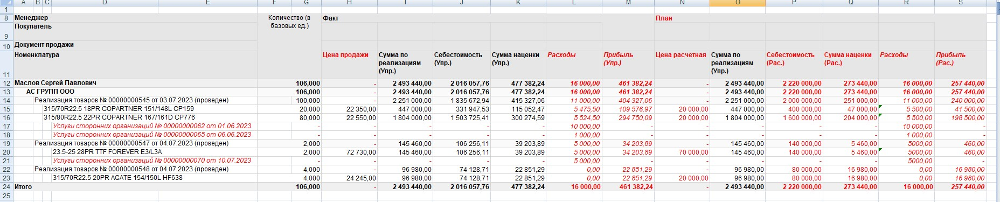 A B C D E F G H I J K L M N O P Q R S
1
8 Менеджер Количество (в базовых ед.) Факт План
9 Покупатель
10 Документ продажи
11 Номенклатура Цена продажи Сумма по реализациям (Упр.) Себестоимость (Упр.) Сумма наценки (Упр.) Расходы Прибыль (Упр.) Цена расчетная Сумма по реализациям (Упр.) Себестоимость (Рас.) Сумма наценки (Рас.) Расходы Прибыль (Рас.)
12 Маслов Сергей Павлович 106,000 - 2 493 440,00 2 016 057,76 477 382,24 16 000,00 461 382,24 - 2 493 440,00 2 220 000,00 273 440,00 16 000,00 257 440,00
13 АС ГРУПП ООО 106,000 - 2 493 440,00 2 016 057,76 477 382,24 16 000,00 461 382,24 - 2 493 440,00 2 220 000,00 273 440,00 16 000,00 257 440,00
14 Реализация товаров № 00000000545 от 03.07.2023 (проведен) 100,000 - 2 251 000,00 1 835 672,94 415 327,06 11 000,00 404 327,06 - 2 251 000,00 2 000 000,00 251 000,00 11 000,00 240 000,00
15 315/70R22.5 18PR COPARTNER 151/148L CP159 20,000 22 350,00 447 000,00 331 947,53 115 052,47 5 475,50 109 576,97 20 000,00 447 000,00 400 000,00 47 000,00 5 500,00 41 500,00
16 315/80R22.5 22PR COPARTNER 167/161D CP776 80,000 22 550,00 1 804 000,00 1 503 725,41 300 274,59 5 524,50 294 750,09 20 000,00 1 804 000,00 1 600 000,00 204 000,00 5 500,00 198 500,00
17 Услуги сторонних организаций № 00000000062 от 01.06.2023 - - - - - 10 000,00 - - - - - 10 000,00 -
18 Услуги сторонних организаций № 00000000065 от 06.06.2023 - - - - - 1 000,00 - - - - - 1 000,00 -
19 Реализация товаров № 00000000547 от 04.07.2023 (проведен) 2,000 - 145 460,00 106 256,11 39 203,89 5 000,00 34 203,89 - 145 460,00 140 000,00 5 460,00 5000,00 460,00
20 23.5-25 28PR TTF FOREVER E3/L3A 2,000 72 730,00 145 460,00 106 256,11 39 203,89 5 000,00 34 203,89 70 000,00 145 460,00 140 000,00 5 460,00 5000,00 460,00
21 Услуги сторонних организаций № 00000000070 от 10.07.2023 - - - - - 5 000,00 - - - - - 5000,00 -
22 Реализация товаров № 00000000548 от 04.07.2023 (проведен) 4,000 - 96 980,00 74 128,71 22 851,29 0,00 22 851,29 - 96 980,00 80 000,00 16 980,00 0,00 16 980,00
23 315/70R22.5 20PR AGATE 154/150L HF638 4,000 24 245,00 96 980,00 74 128,71 22 851,29 0,00 22 851,29 20 000,00 96 980,00 80 000,00 16 980,00 0,00 16 980,00
24 Итого 106,000 - 2 493 440,00 2 016 057,76 477 382,24 16 000,00 461 382,24 - 2 493 440,00 2 220 000,00 273 440,00 16 000,00 257 440,00
25